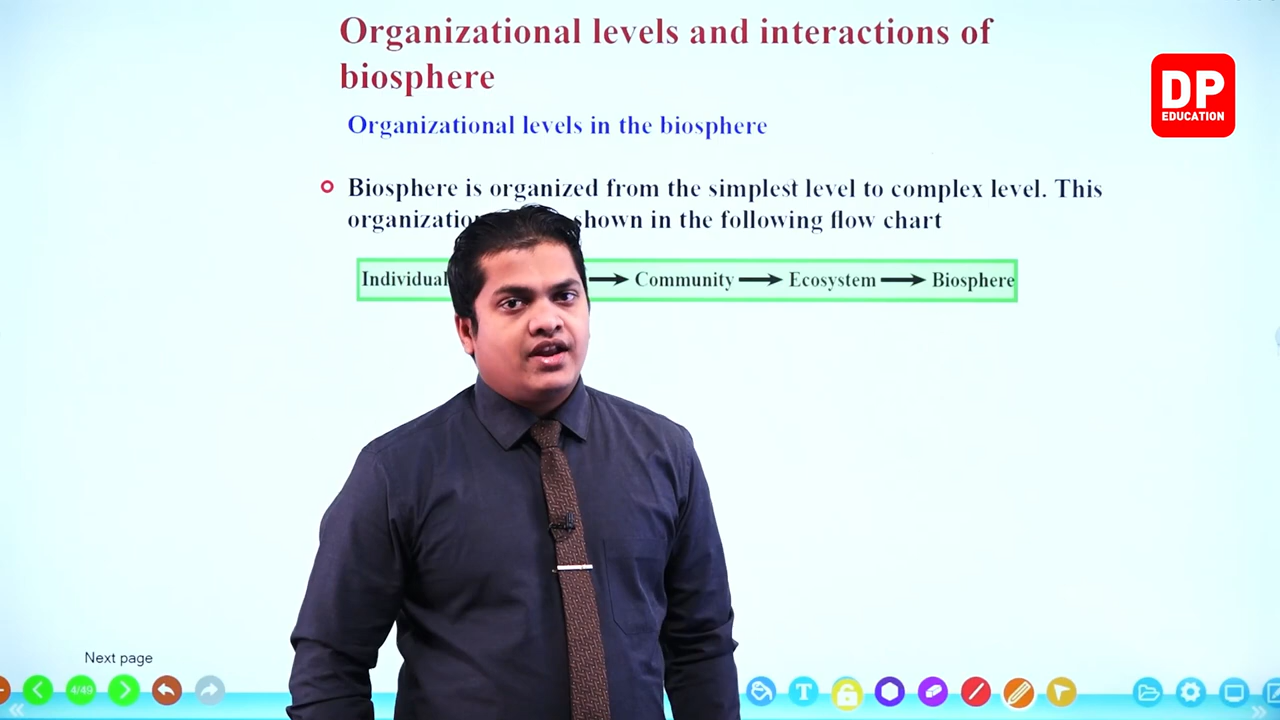 Organizational levels and interactions of
biosphere
DP
EDUCATION
Organizational levels in the biosphere
Biosphere is organized from the simplest level to complex level. This
organization shown in the following flow chart
Individual → Community → Ecosystem → Biosphere
Next page
4/49
T